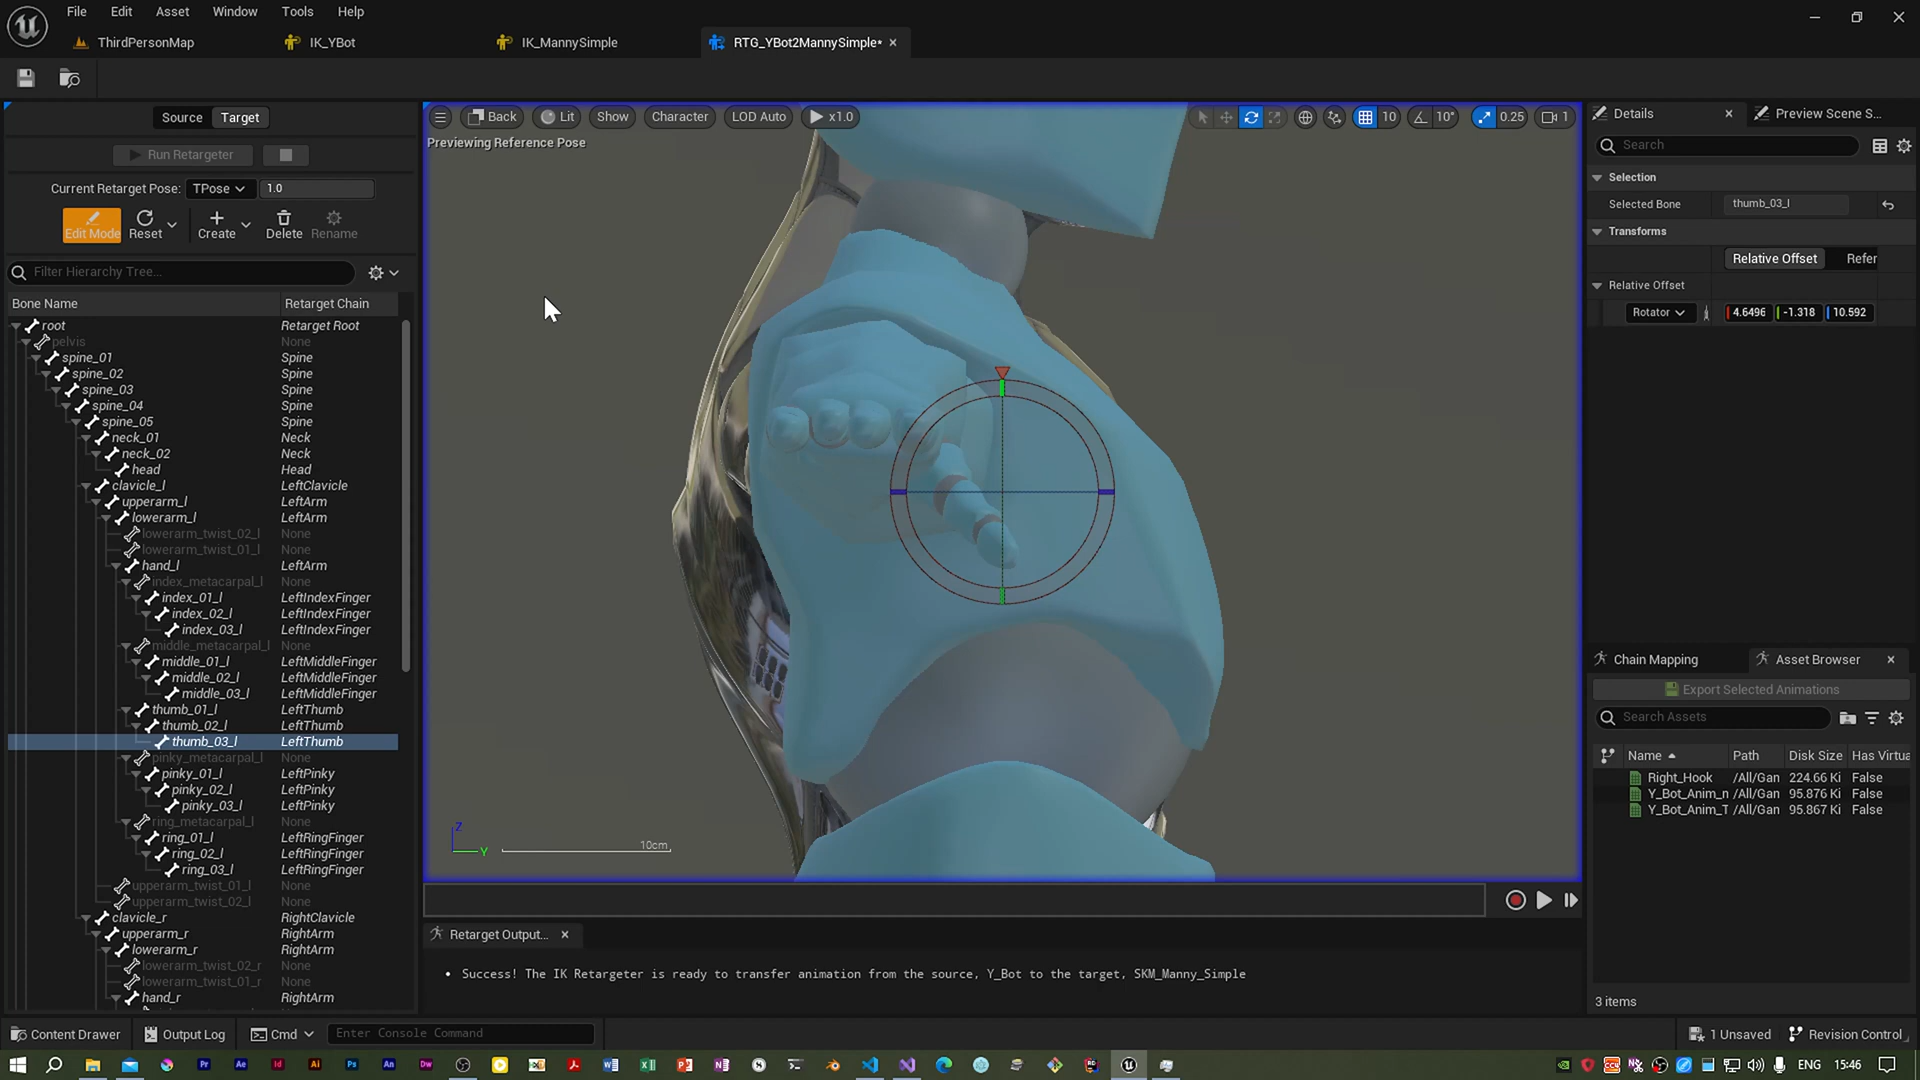 File Edit Asset Window Tools Help
ThirdPersonMap IK_YBot IK_MannySimple RTG_YBot2MannySimple*
Source Target
Run Retargeter
Current Retarget Pose: TPose 1.0
Edit Mode Reset Create Delete Rename
Filter Hierarchy Tree...
Bone Name Retarget Chain
root Retarget Root
pelvis None
spine_01 Spine
spine_02 Spine
spine_03 Spine
spine_04 Spine
spine_05 Spine
neck_01 Neck
neck_02 Neck
head Head
clavicle_l LeftClavicle
upperarm_l LeftArm
lowerarm_l LeftArm
lowerarm_twist_02_l None
lowerarm_twist_01_l None
hand_l LeftArm
index_metacarpal_l None
index_01_l LeftIndexFinger
index_02_l LeftIndexFinger
index_03_l LeftIndexFinger
middle_metacarpal_l None
middle_01_l LeftMiddleFinger
middle_02_l LeftMiddleFinger
middle_03_l LeftMiddleFinger
thumb_01_l LeftThumb
thumb_02_l LeftThumb
thumb_03_l LeftThumb
pinky_metacarpal_l None
pinky_01_l LeftPinky
pinky_02_l LeftPinky
pinky_03_l LeftPinky
ring_metacarpal_l None
ring_01_l LeftRingFinger
ring_02_l LeftRingFinger
ring_03_l LeftRingFinger
upperarm_twist_01_l None
upperarm_twist_02_l None
clavicle_r RightClavicle
upperarm_r RightArm
lowerarm_r RightArm
lowerarm_twist_02_r None
lowerarm_twist_01_r None
hand_r RightArm
Back Lit Show Character LOD Auto x1.0 10 10° 0.25 1
Previewing Reference Pose
Z
Y
10cm
Retarget Output...
• Success! The IK Retargeter is ready to transfer animation from the source, Y_Bot to the target, SKM_Manny_Simple
Details Preview Scene S...
Search
Selection
Selected Bone thumb_03_l
Transforms
Relative Offset Refer
Relative Offset
Rotator 4.6496 -1.318 10.592
Chain Mapping Asset Browser
Export Selected Animations
Search Assets
Name Path Disk Size Has Virtua
Right_Hook /All/Gan 224.66 Ki False
Y_Bot_Anim_n /All/Gan 95.876 Ki False
Y_Bot_Anim_T /All/Gan 95.867 Ki False
3 items
Content Drawer Output Log Cmd Enter Console Command 1 Unsaved Revision Control
Pr Ae Id Ai Ps An Dw ENG 15:46